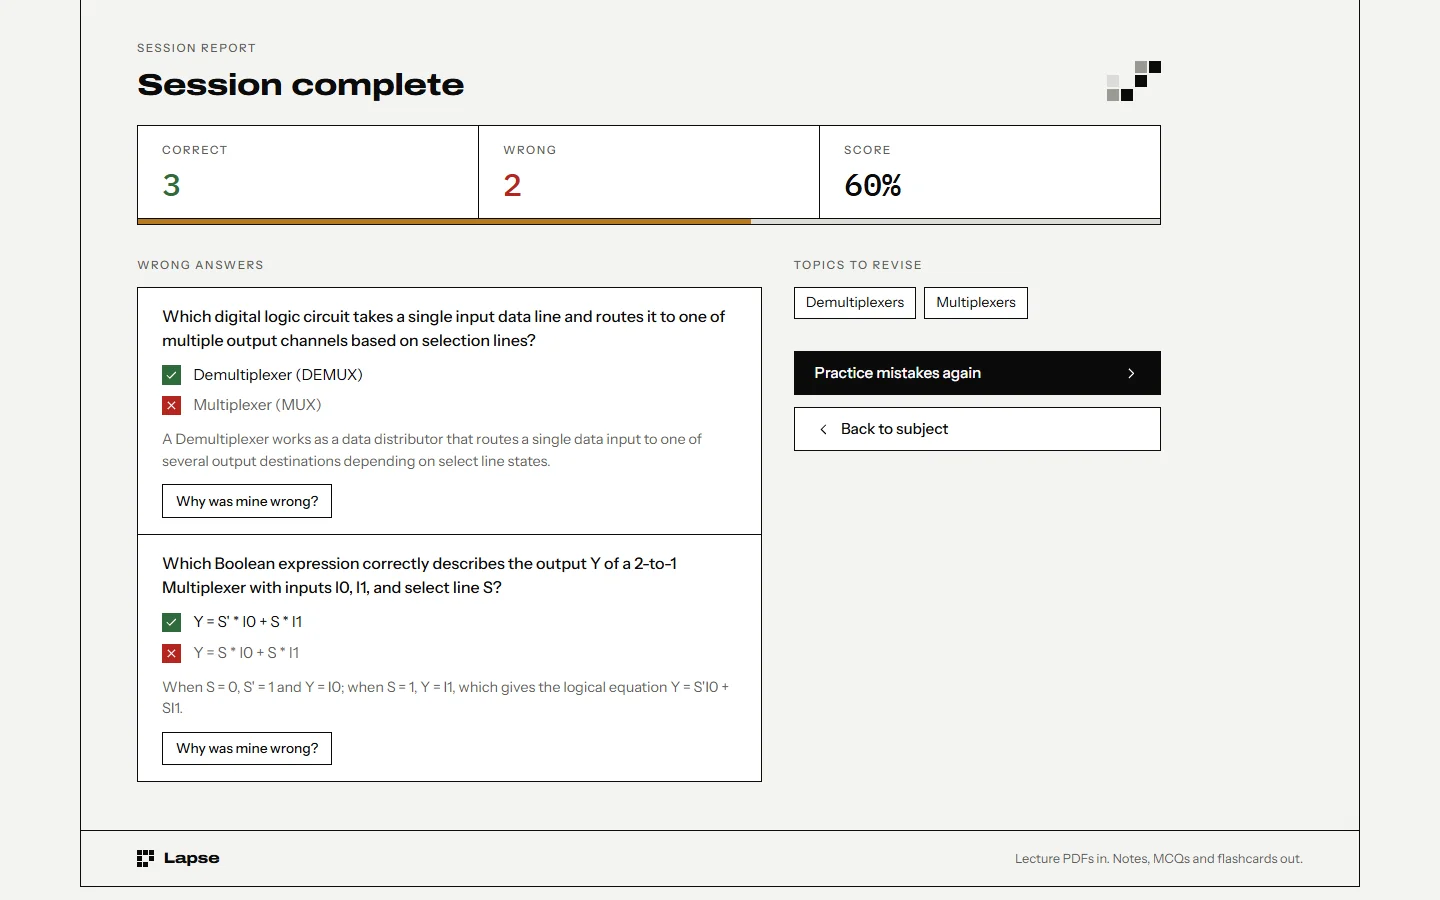 SESSION REPORT
Session complete
CORRECT
3
WRONG
2
SCORE
60%
WRONG ANSWERS
Which digital logic circuit takes a single input data line and routes it to one of
multiple output channels based on selection lines?
Demultiplexer (DEMUX)
Multiplexer (MUX)
A Demultiplexer works as a data distributor that routes a single data input to one of
several output destinations depending on select line states.
Why was mine wrong?
Which Boolean expression correctly describes the output Y of a 2-to-1
Multiplexer with inputs I0, I1, and select line S?
Y = S' * I0 + S * I1
Y = S * I0 + S * I1
When S = 0, S' = 1 and Y = I0; when S = 1, Y = I1, which gives the logical equation Y = S'I0 +
SI1.
Why was mine wrong?
TOPICS TO REVISE
Demultiplexers
Multiplexers
Practice mistakes again
Back to subject
Lapse
Lecture PDFs in. Notes, MCQs and flashcards out.